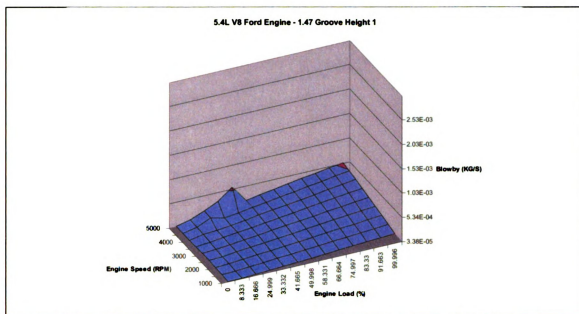 5.4L V8 Ford Engine - 1.47 Groove Height 1
2.53E-03
2.03E-03
1.53E-03
1.03E-03
5.34E-04
3.38E-05
Blowby (KG/S)
5000
4000
3000
2000
1000
Engine Speed (RPM)
0
8.333
16.666
24.999
33.332
41.665
49.998
58.331
66.664
74.997
83.33
91.663
99.996
Engine Load (%)